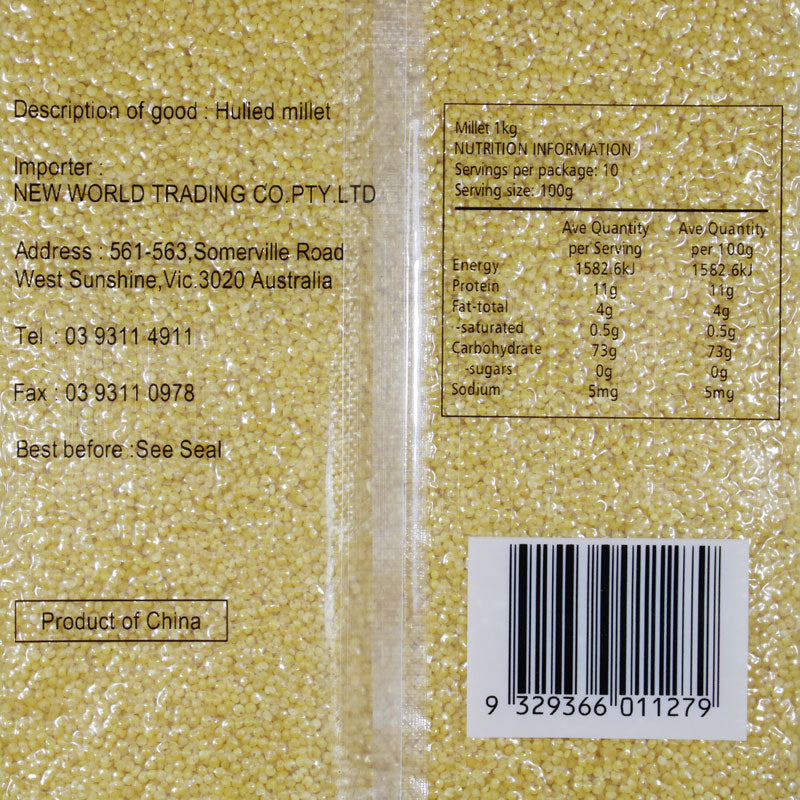 Description of good : Hulied millet
Importer :
NEW WORLD TRADING CO.PTY.LTD
Address : 561-563,Somerville Road
West Sunshine,Vic.3020 Australia
Tel : 03 9311 4911
Fax : 03 9311 0978
Best before :See Seal
Product of China
Millet 1kg
NUTRITION INFORMATION
Servings per package: 10
Serving size: 100g
Ave Quantity Ave Quantity
per Serving per 100g
Energy 1582.6kJ 1582.6kJ
Protein 11g 11g
Fat-total 4g 4g
-saturated 0.5g 0.5g
Carbohydrate 73g 73g
-sugars 0g 0g
Sodium 5mg 5mg
9 329366 011279